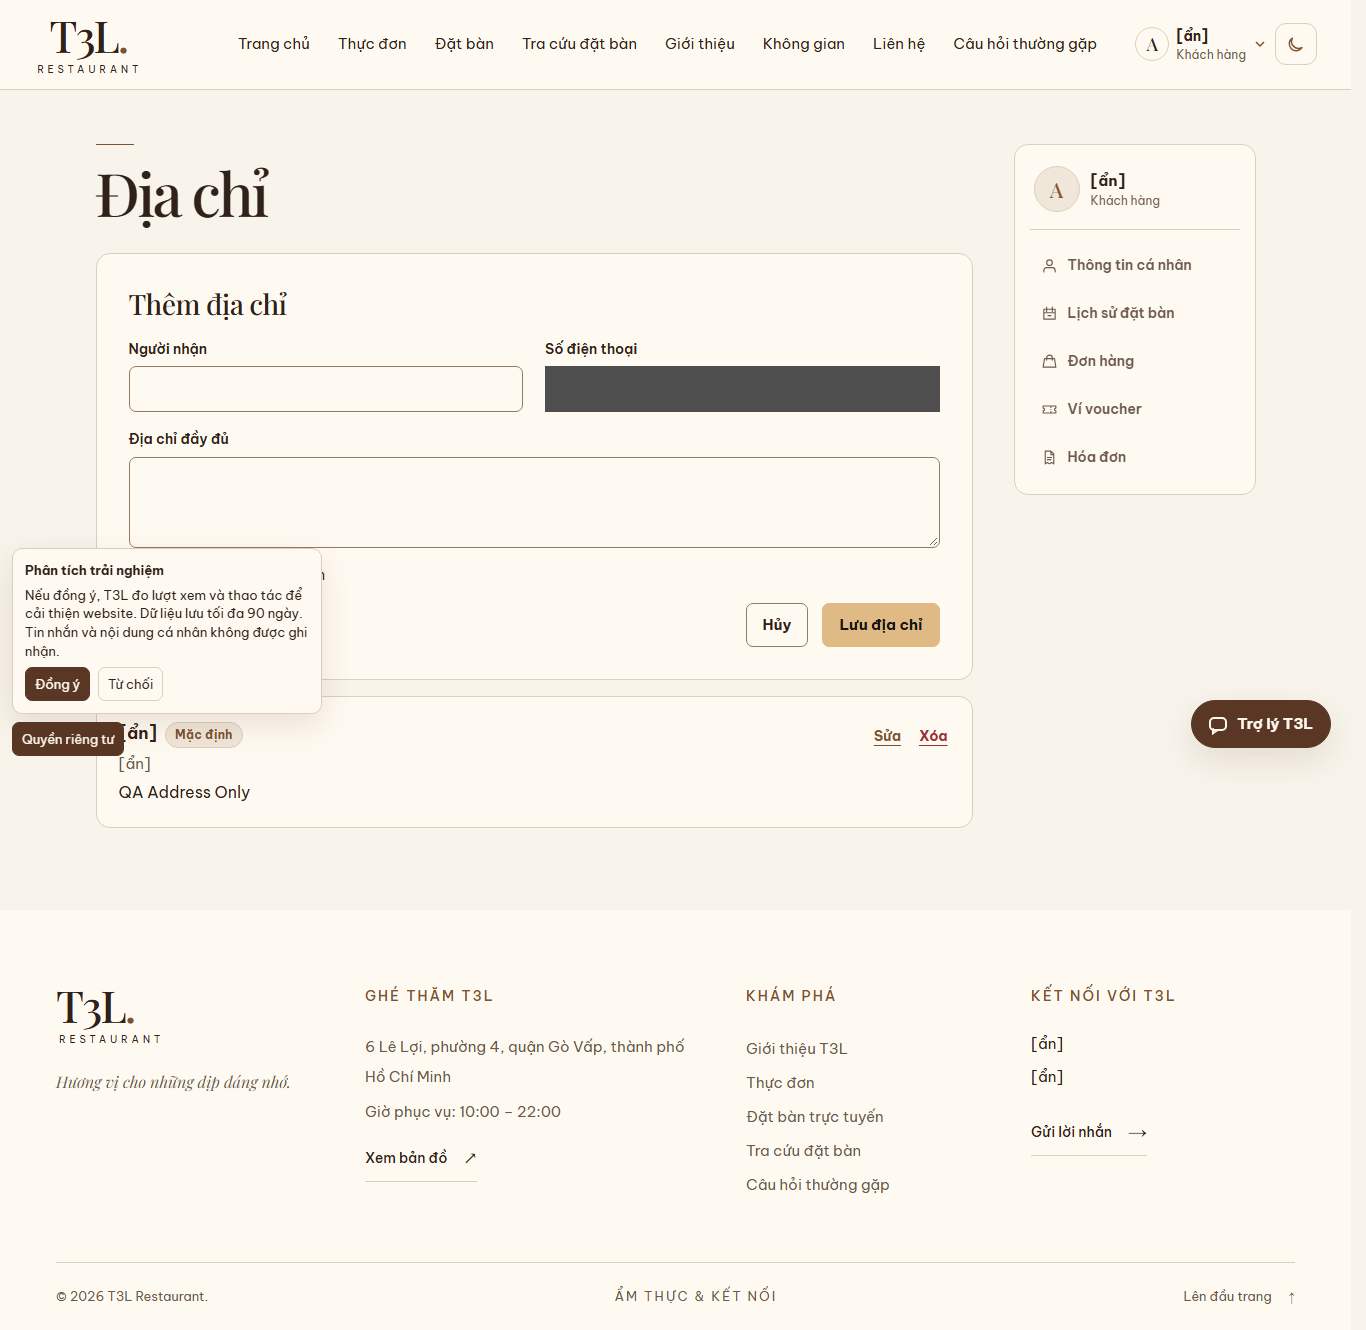 T3L.
RESTAURANT
Trang chủ
Thực đơn
Đặt bàn
Tra cứu đặt bàn
Giới thiệu
Không gian
Liên hệ
Câu hỏi thường gặp
A
[ẩn]
Khách hàng
Địa chỉ
Thêm địa chỉ
Người nhận
Số điện thoại
Địa chỉ đầy đủ
Phân tích trải nghiệm
Nếu đồng ý, T3L đo lượt xem và thao tác để
cải thiện website. Dữ liệu lưu tối đa 90 ngày.
Tin nhắn và nội dung cá nhân không được ghi
nhận.
Đồng ý
Từ chối
Hủy
Lưu địa chỉ
Quyền riêng tư
[ẩn]
Mặc định
Sửa
Xóa
[ẩn]
QA Address Only
A
[ẩn]
Khách hàng
Thông tin cá nhân
Lịch sử đặt bàn
Đơn hàng
Ví voucher
Hóa đơn
Trợ lý T3L
T3L.
RESTAURANT
Hương vị cho những dịp đáng nhớ.
GHÉ THĂM T3L
6 Lê Lợi, phường 4, quận Gò Vấp, thành phố
Hồ Chí Minh
Giờ phục vụ: 10:00 – 22:00
Xem bản đồ ↗
KHÁM PHÁ
Giới thiệu T3L
Thực đơn
Đặt bàn trực tuyến
Tra cứu đặt bàn
Câu hỏi thường gặp
KẾT NỐI VỚI T3L
[ẩn]
[ẩn]
Gửi lời nhắn →
© 2026 T3L Restaurant.
ẨM THỰC & KẾT NỐI
Lên đầu trang ↑